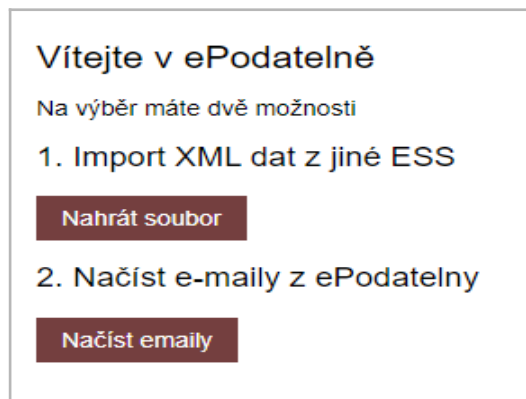 Vítejte v ePodatelně
Na výběr máte dvě možnosti
1. Import XML dat z jiné ESS
Nahrát soubor
2. Načíst e-maily z ePodatelny
Načíst emaily